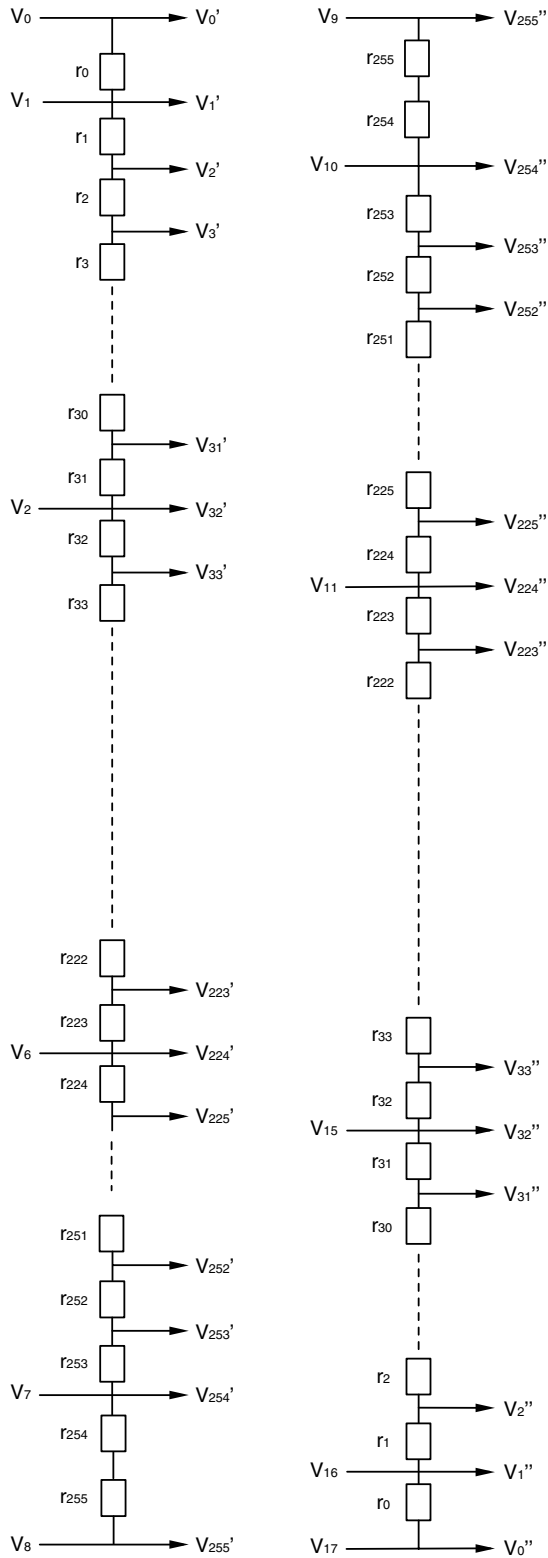 V0 V0'
r0
V1 V1'
r1
V2'
r2
V3'
r3
r30
V31'
r31
V2 V32'
r32
V33'
r33
r222
V223'
r223
V6 V224'
r224
V225'
r251
V252'
r252
V253'
r253
V7 V254'
r254
r255
V8 V255'
V9 V255''
r255
r254
V10 V254''
r253
V253''
r252
V252''
r251
r225
V225''
r224
V11 V224''
r223
V223''
r222
r33
V33''
r32
V15 V32''
r31
V31''
r30
r2
V2''
r1
V16 V1''
r0
V17 V0''